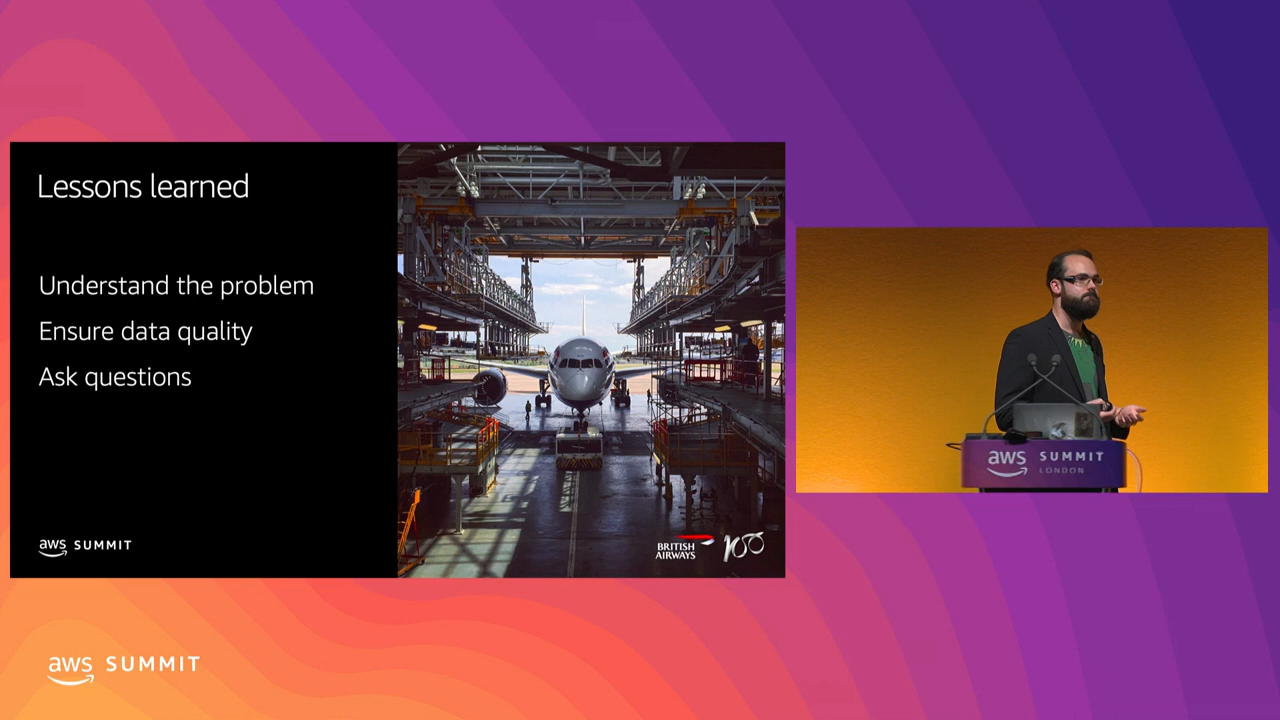 Lessons learned
Understand the problem
Ensure data quality
Ask questions
aws SUMMIT
BRITISH
AIRWAYS
100
aws SUMMIT
LONDON
aws SUMMIT